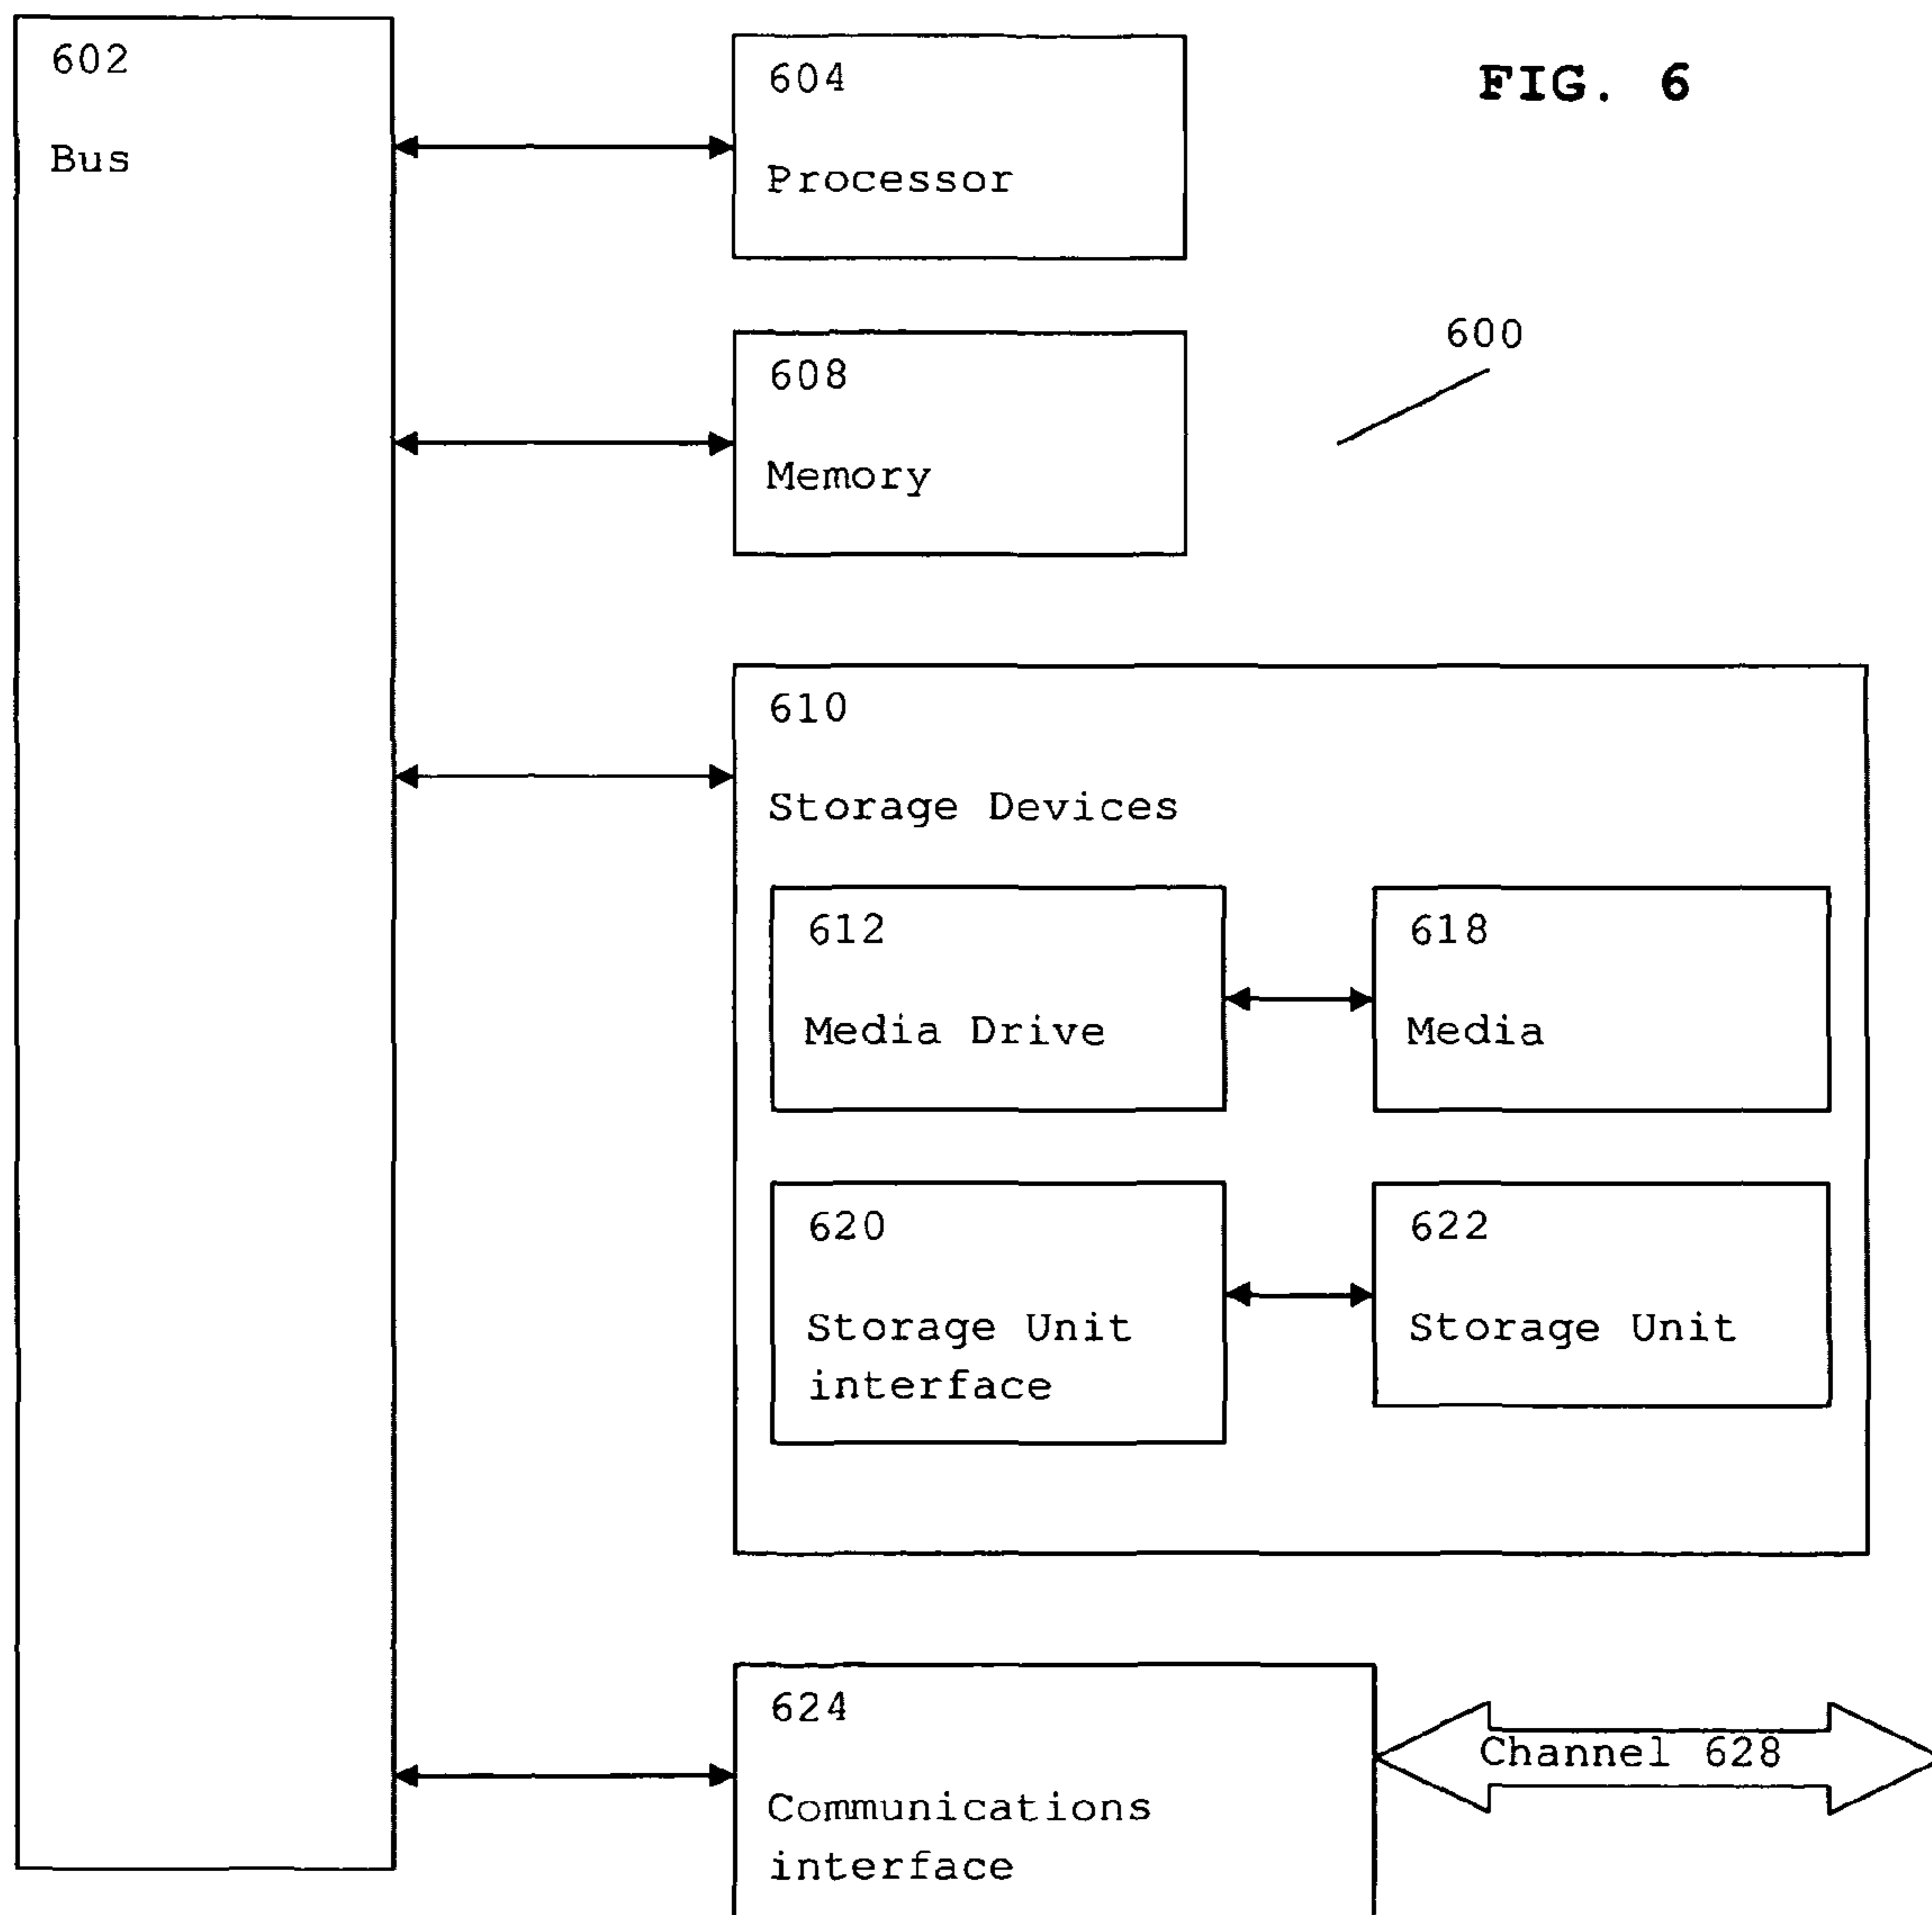 602
Bus
604
Processor
FIG. 6
608
Memory
600
610
Storage Devices
612
Media Drive
618
Media
620
Storage Unit
interface
622
Storage Unit
624
Communications
interface
Channel 628